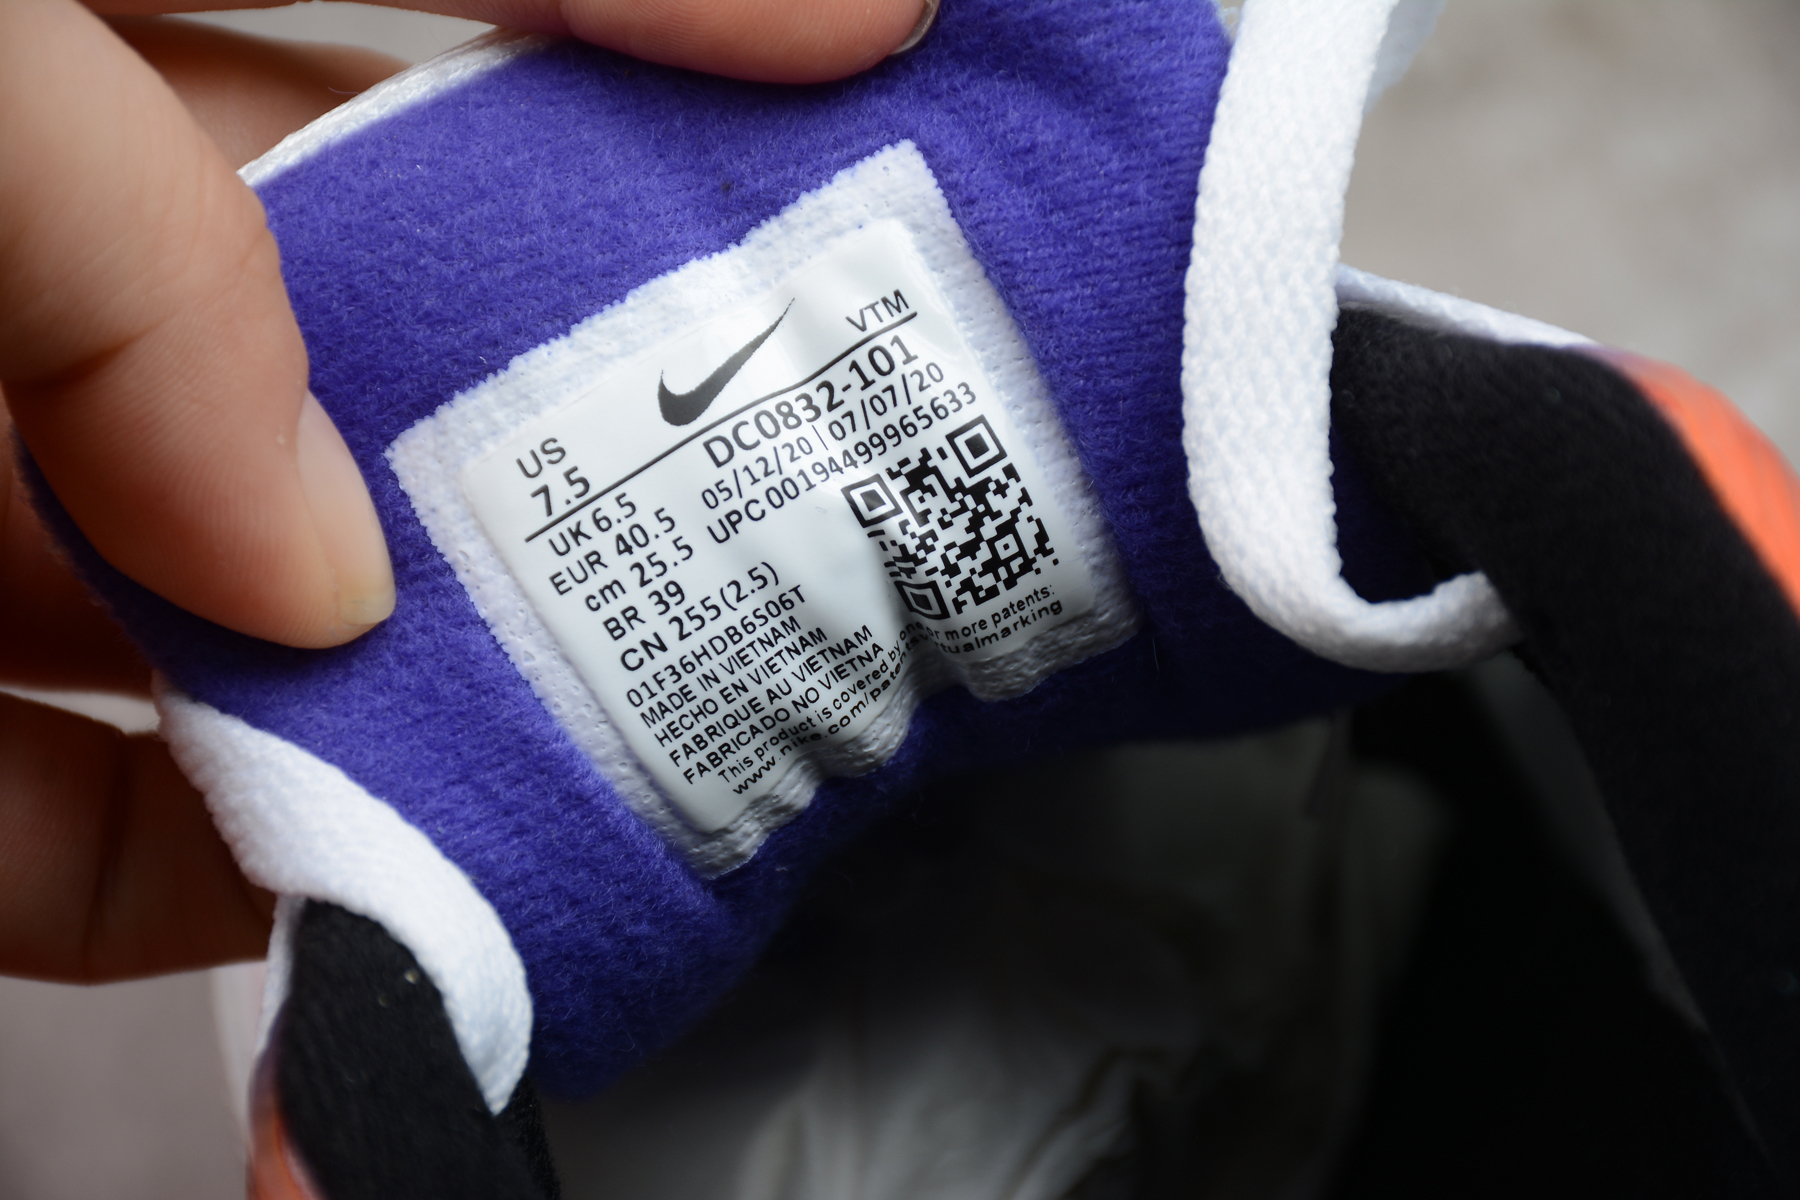 VTM
US
7.5
DC0832-101
UK 6.5
05/12/20 | 07/07/20
EUR 40.5
UPC 00194499965633
cm 25.5
BR 39
CN 255 (2.5)
01F36HDB6S06T
MADE IN VIETNAM
HECHO EN VIETNAM
FABRIQUE AU VIETNAM
FABRICADO NO VIETNA
This product is covered by one or more patents:
www.nike.com/